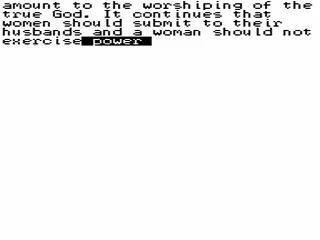 amount to the worshiping of the
true God. It continues that
women should submit to their
husbands and a woman should not
exercise power